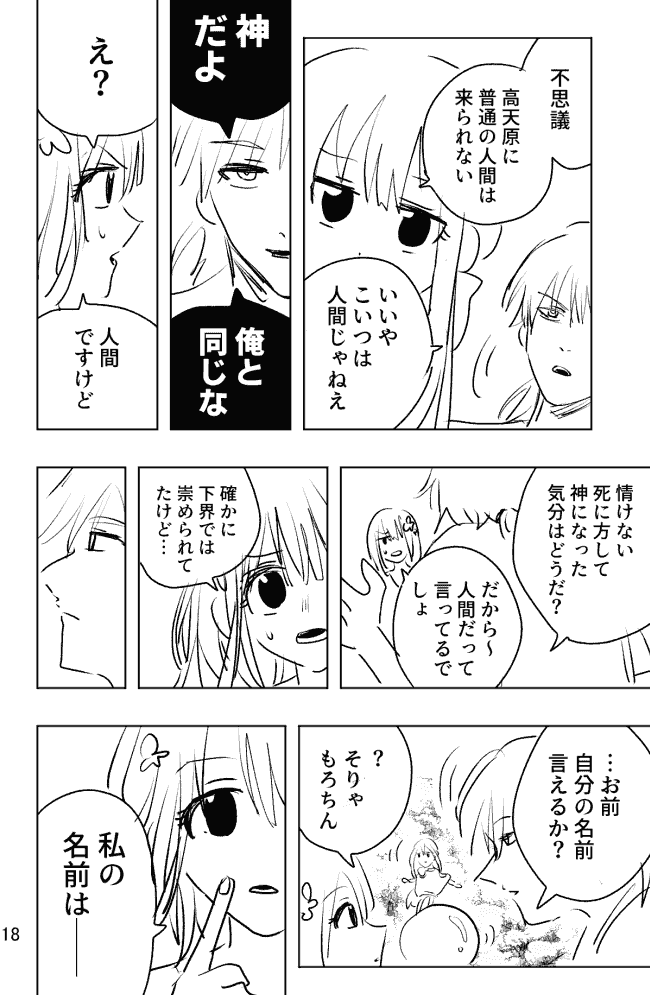 不思議
高天原に
普通の人間は
来られない
いいや
こいつは
人間じゃねえ
神
だよ
俺と
同じな
え？
人間
ですけど
情けない
死に方して
神になった
気分はどうだ？
だから〜
人間だって
言ってるで
しょ
確かに
下界では
崇められて
たけど…
…お前
自分の名前
言えるか？
？
そりゃ
もろちん
私の
名前は──
18